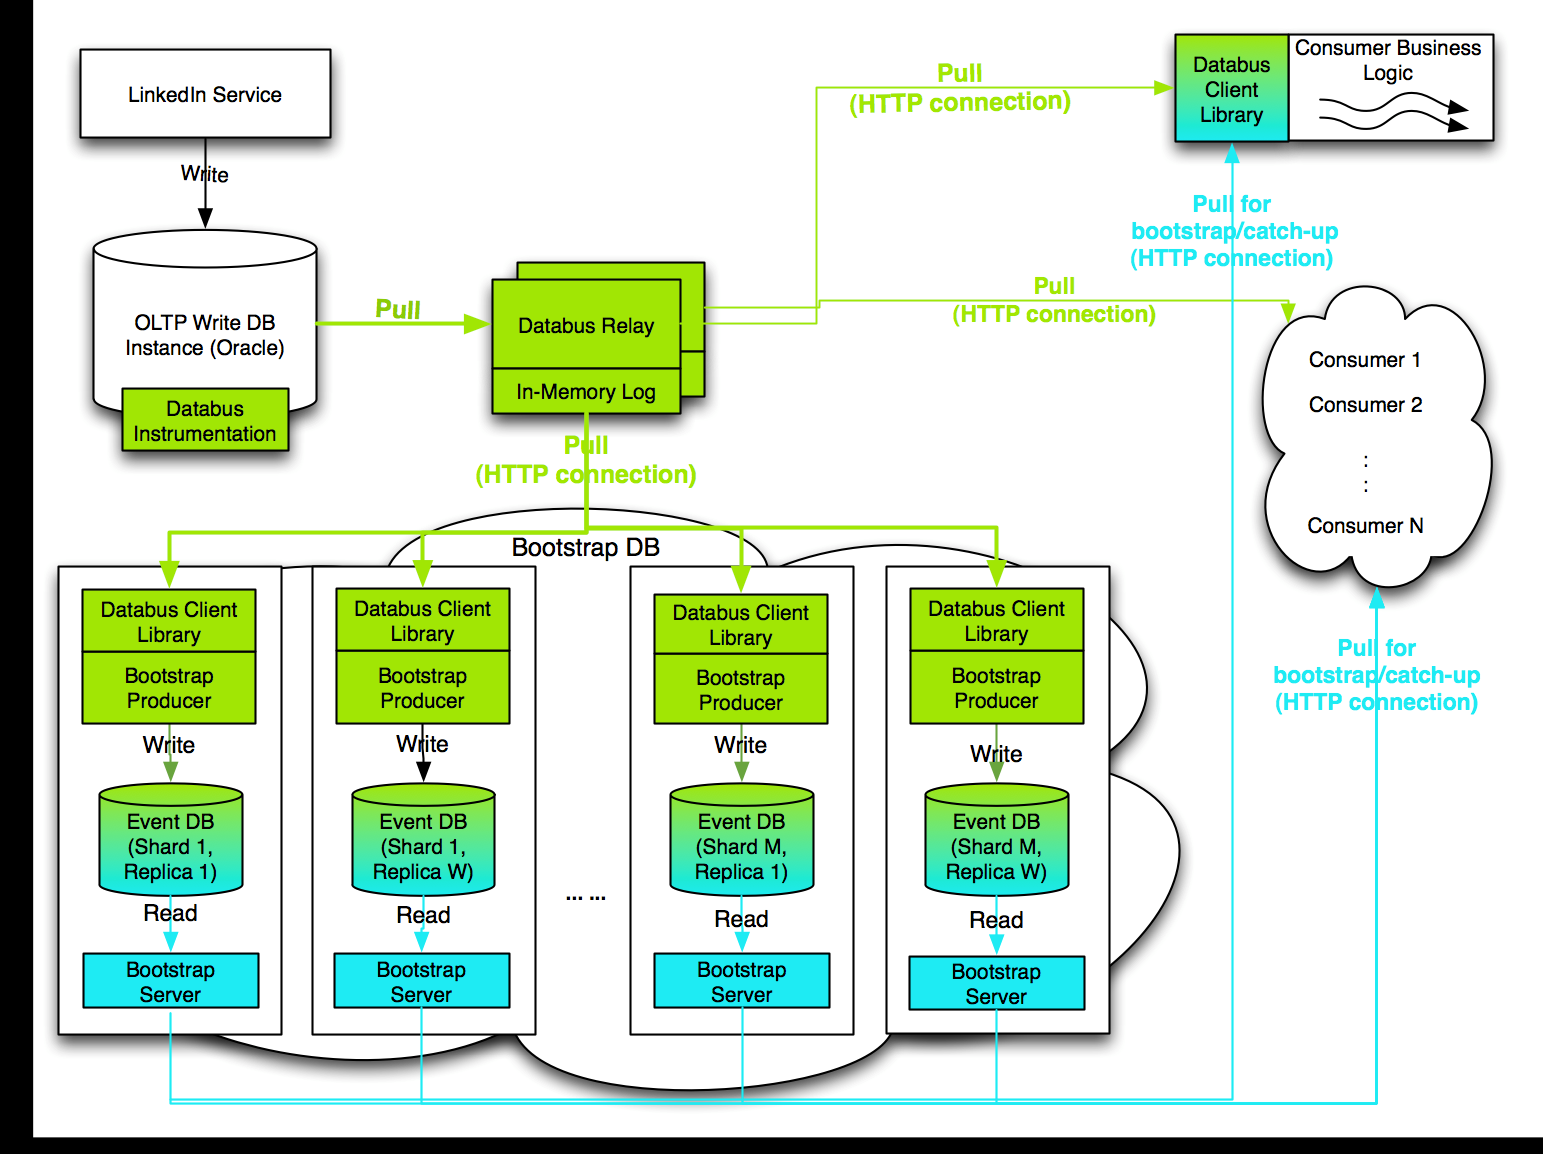 LinkedIn Service
Write
OLTP Write DB
Instance (Oracle)
Databus
Instrumentation
Pull
Databus Relay
In-Memory Log
Pull
(HTTP connection)
Databus
Client
Library
Consumer Business
Logic
Pull for
bootstrap/catch-up
(HTTP connection)
Pull
(HTTP connection)
Consumer 1
Consumer 2
:
:
Consumer N
Pull for
bootstrap/catch-up
(HTTP connection)
Pull
(HTTP connection)
Bootstrap DB
Databus Client
Library
Bootstrap
Producer
Write
Event DB
(Shard 1,
Replica 1)
Read
Bootstrap
Server
Databus Client
Library
Bootstrap
Producer
Write
Event DB
(Shard 1,
Replica W)
Read
Bootstrap
Server
... ...
Databus Client
Library
Bootstrap
Producer
Write
Event DB
(Shard M,
Replica 1)
Read
Bootstrap
Server
Databus Client
Library
Bootstrap
Producer
Write
Event DB
(Shard M,
Replica W)
Read
Bootstrap
Server